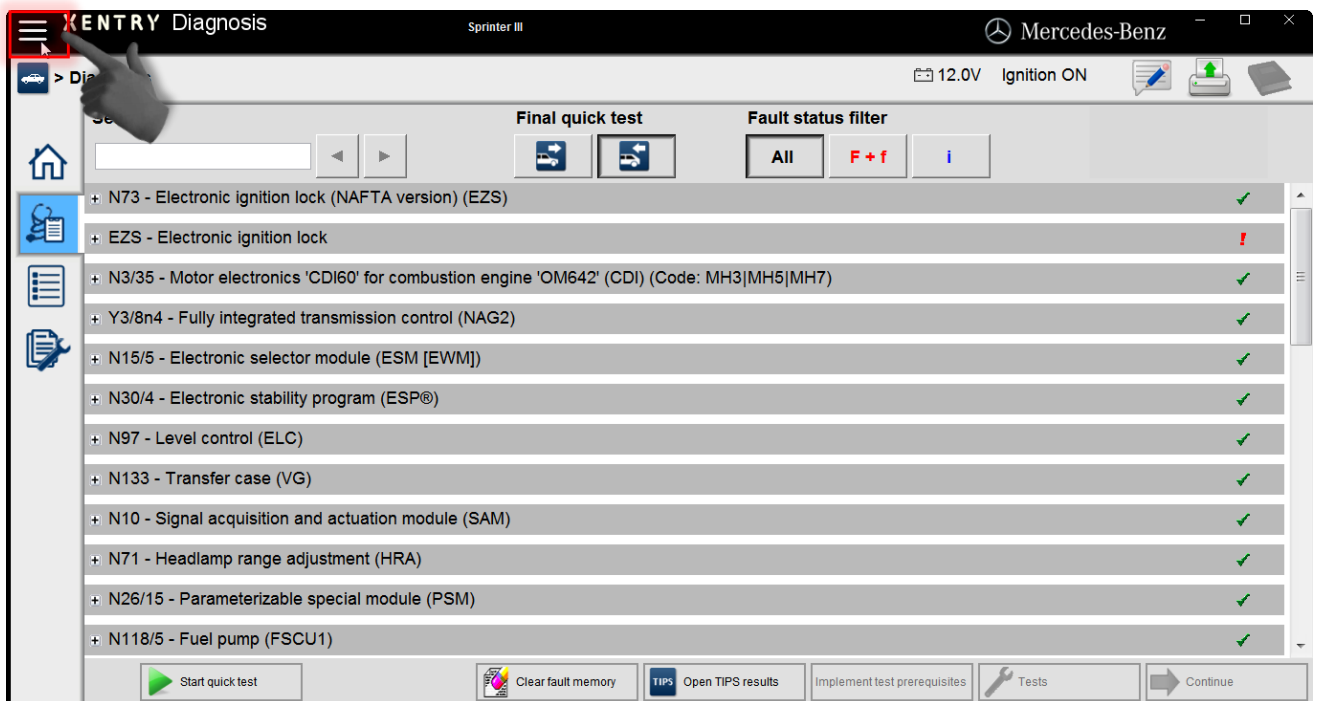 XENTRY Diagnosis
Sprinter III
Mercedes-Benz
12.0V Ignition ON
Final quick test
Fault status filter
All
F + f
i
N73 - Electronic ignition lock (NAFTA version) (EZS)
EZS - Electronic ignition lock
N3/35 - Motor electronics 'CDI60' for combustion engine 'OM642' (CDI) (Code: MH3|MH5|MH7)
Y3/8n4 - Fully integrated transmission control (NAG2)
N15/5 - Electronic selector module (ESM [EWM])
N30/4 - Electronic stability program (ESP®)
N97 - Level control (ELC)
N133 - Transfer case (VG)
N10 - Signal acquisition and actuation module (SAM)
N71 - Headlamp range adjustment (HRA)
N26/15 - Parameterizable special module (PSM)
N118/5 - Fuel pump (FSCU1)
Start quick test
Clear fault memory
TIPS Open TIPS results
Implement test prerequisites
Tests
Continue